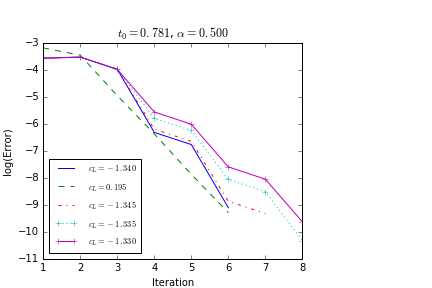 t₀ = 0.781, α = 0.500
−3
−4
−5
−6
−7
−8
−9
−10
−11
log(Error)
c_L = −1.340
c_L = 0.195
c_L = −1.345
c_L = −1.335
c_L = −1.330
1 2 3 4 5 6 7 8
Iteration